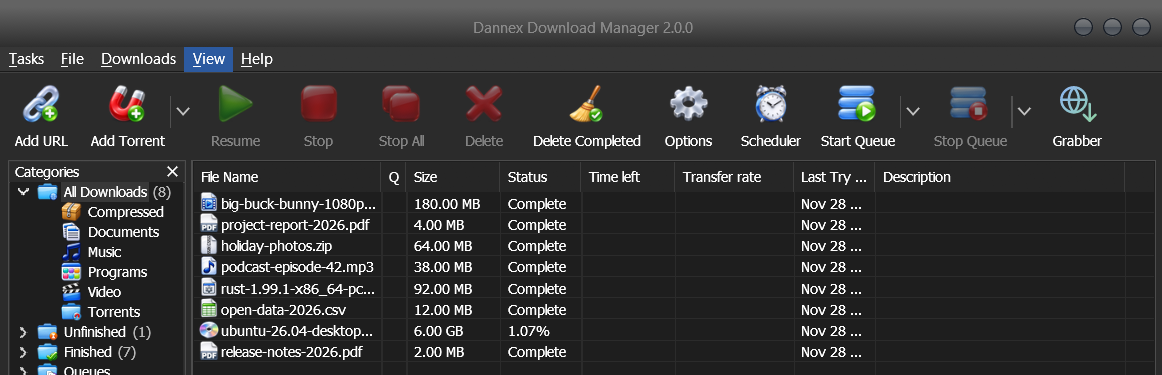 Dannex Download Manager 2.0.0
Tasks File Downloads View Help
Add URL Add Torrent Resume Stop Stop All Delete Delete Completed Options Scheduler Start Queue Stop Queue Grabber
Categories
All Downloads (8)
Compressed
Documents
Music
Programs
Video
Torrents
Unfinished (1)
Finished (7)
Queues
File Name Q Size Status Time left Transfer rate Last Try ... Description
big-buck-bunny-1080p... 180.00 MB Complete Nov 28 ...
project-report-2026.pdf 4.00 MB Complete Nov 28 ...
holiday-photos.zip 64.00 MB Complete Nov 28 ...
podcast-episode-42.mp3 38.00 MB Complete Nov 28 ...
rust-1.99.1-x86_64-pc... 92.00 MB Complete Nov 28 ...
open-data-2026.csv 12.00 MB Complete Nov 28 ...
ubuntu-26.04-desktop... 6.00 GB 1.07% Nov 28 ...
release-notes-2026.pdf 2.00 MB Complete Nov 28 ...